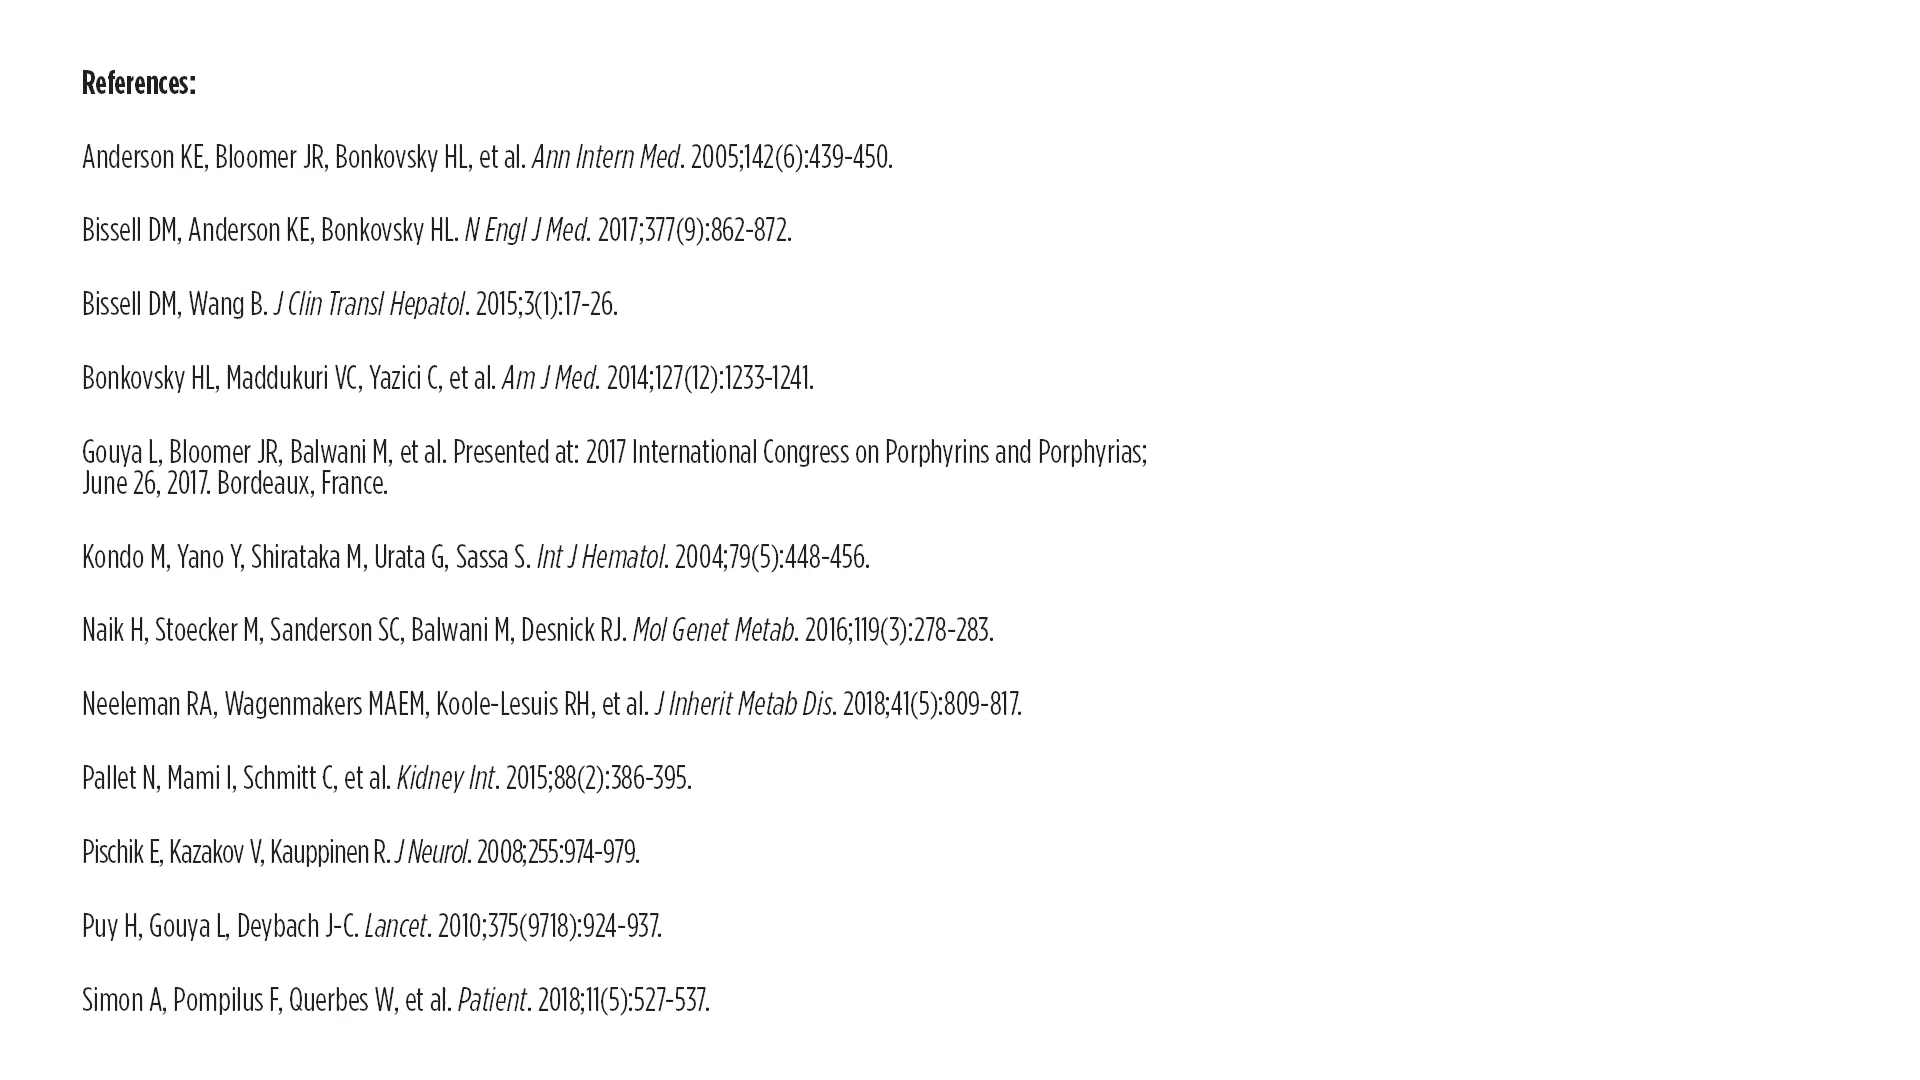 References:
Anderson KE, Bloomer JR, Bonkovsky HL, et al. Ann Intern Med. 2005;142(6):439-450.
Bissell DM, Anderson KE, Bonkovsky HL. N Engl J Med. 2017;377(9):862-872.
Bissell DM, Wang B. J Clin Transl Hepatol. 2015;3(1):17-26.
Bonkovsky HL, Maddukuri VC, Yazici C, et al. Am J Med. 2014;127(12):1233-1241.
Gouya L, Bloomer JR, Balwani M, et al. Presented at: 2017 International Congress on Porphyrins and Porphyrias;
June 26, 2017. Bordeaux, France.
Kondo M, Yano Y, Shirataka M, Urata G, Sassa S. Int J Hematol. 2004;79(5):448-456.
Naik H, Stoecker M, Sanderson SC, Balwani M, Desnick RJ. Mol Genet Metab. 2016;119(3):278-283.
Neeleman RA, Wagenmakers MAEM, Koole-Lesuis RH, et al. J Inherit Metab Dis. 2018;41(5):809-817.
Pallet N, Mami I, Schmitt C, et al. Kidney Int. 2015;88(2):386-395.
Pischik E, Kazakov V, Kauppinen R. J Neurol. 2008;255:974-979.
Puy H, Gouya L, Deybach J-C. Lancet. 2010;375(9718):924-937.
Simon A, Pompilus F, Querbes W, et al. Patient. 2018;11(5):527-537.